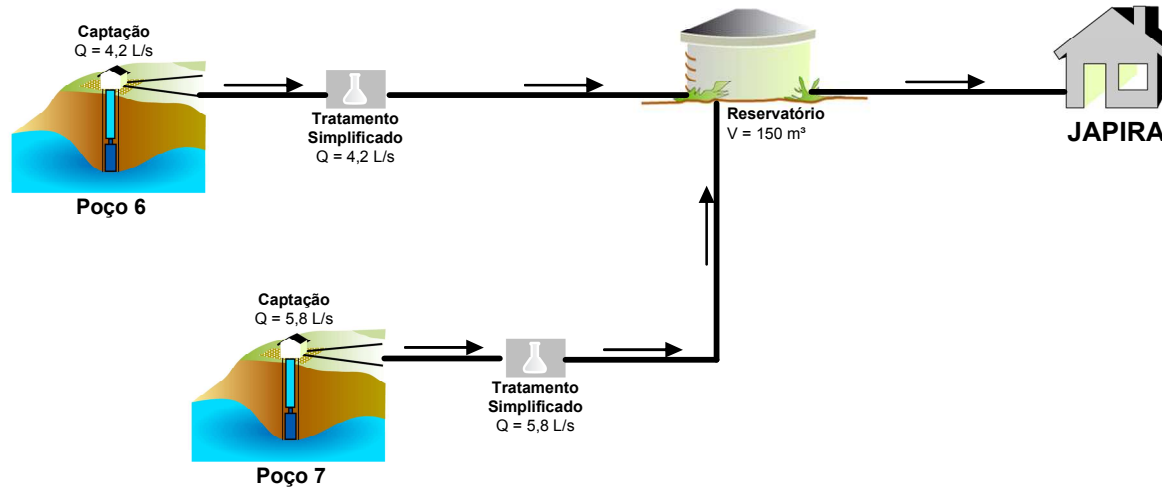 Captação
Q = 4,2 L/s
Poço 6
Tratamento
Simplificado
Q = 4,2 L/s
Reservatório
V = 150 m³
JAPIRA
Captação
Q = 5,8 L/s
Poço 7
Tratamento
Simplificado
Q = 5,8 L/s